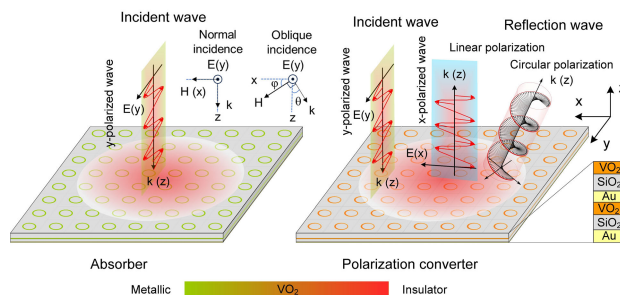 Incident wave
Normal
incidence
Oblique
incidence
E(y)
E(y)
H (x)
k
z
x
φ
θ
H
k
z
y-polarized wave
E(y)
k (z)
Absorber
Incident wave
Reflection wave
Linear polarization
Circular polarization
y-polarized wave
x-polarized wave
k (z)
k (z)
E(y)
E(x)
k (z)
x
y
z
VO2
SiO2
Au
VO2
SiO2
Au
Polarization converter
Metallic
VO2
Insulator